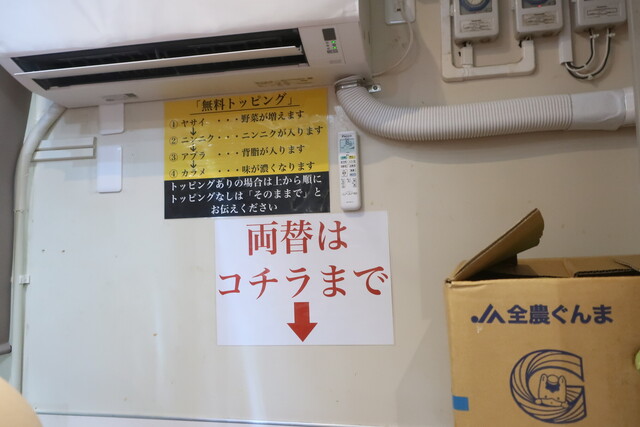 「無料トッピング」
① ヤサイ ・・・野菜が増えます
↓
② ニンニク・・・ニンニクが入ります
↓
③ アブラ ・・・背脂が入ります
↓
④ カラメ ・・・味が濃くなります
トッピングありの場合は上から順に
トッピングなしは「そのままで」と
お伝えください
両替は
コチラまで
↓
JA全農ぐんま